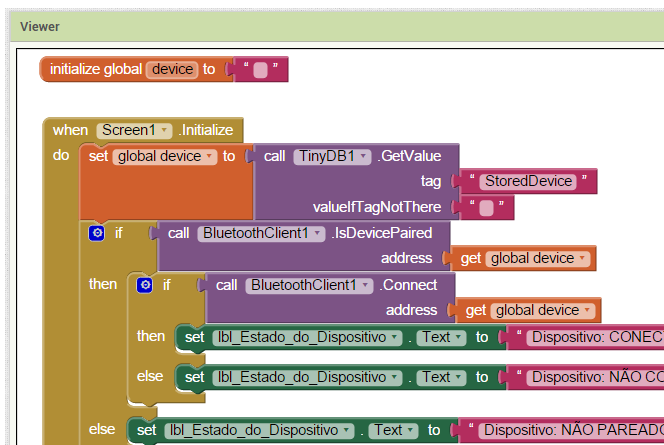 Viewer
initialize global device to " "
when Screen1 .Initialize
do set global device to call TinyDB1 .GetValue
tag " StoredDevice "
valueIfTagNotThere " "
if call BluetoothClient1 .IsDevicePaired
address get global device
then if call BluetoothClient1 .Connect
address get global device
then set lbl_Estado_do_Dispositivo . Text to " Dispositivo: CONEC
else set lbl_Estado_do_Dispositivo . Text to " Dispositivo: NÃO CO
else set lbl_Estado_do_Dispositivo . Text to " Dispositivo: NÃO PAREADO